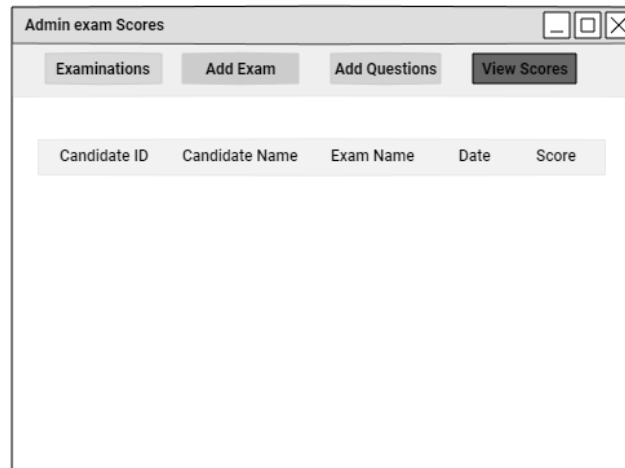 Admin exam Scores
Examinations Add Exam Add Questions View Scores
Candidate ID Candidate Name Exam Name Date Score